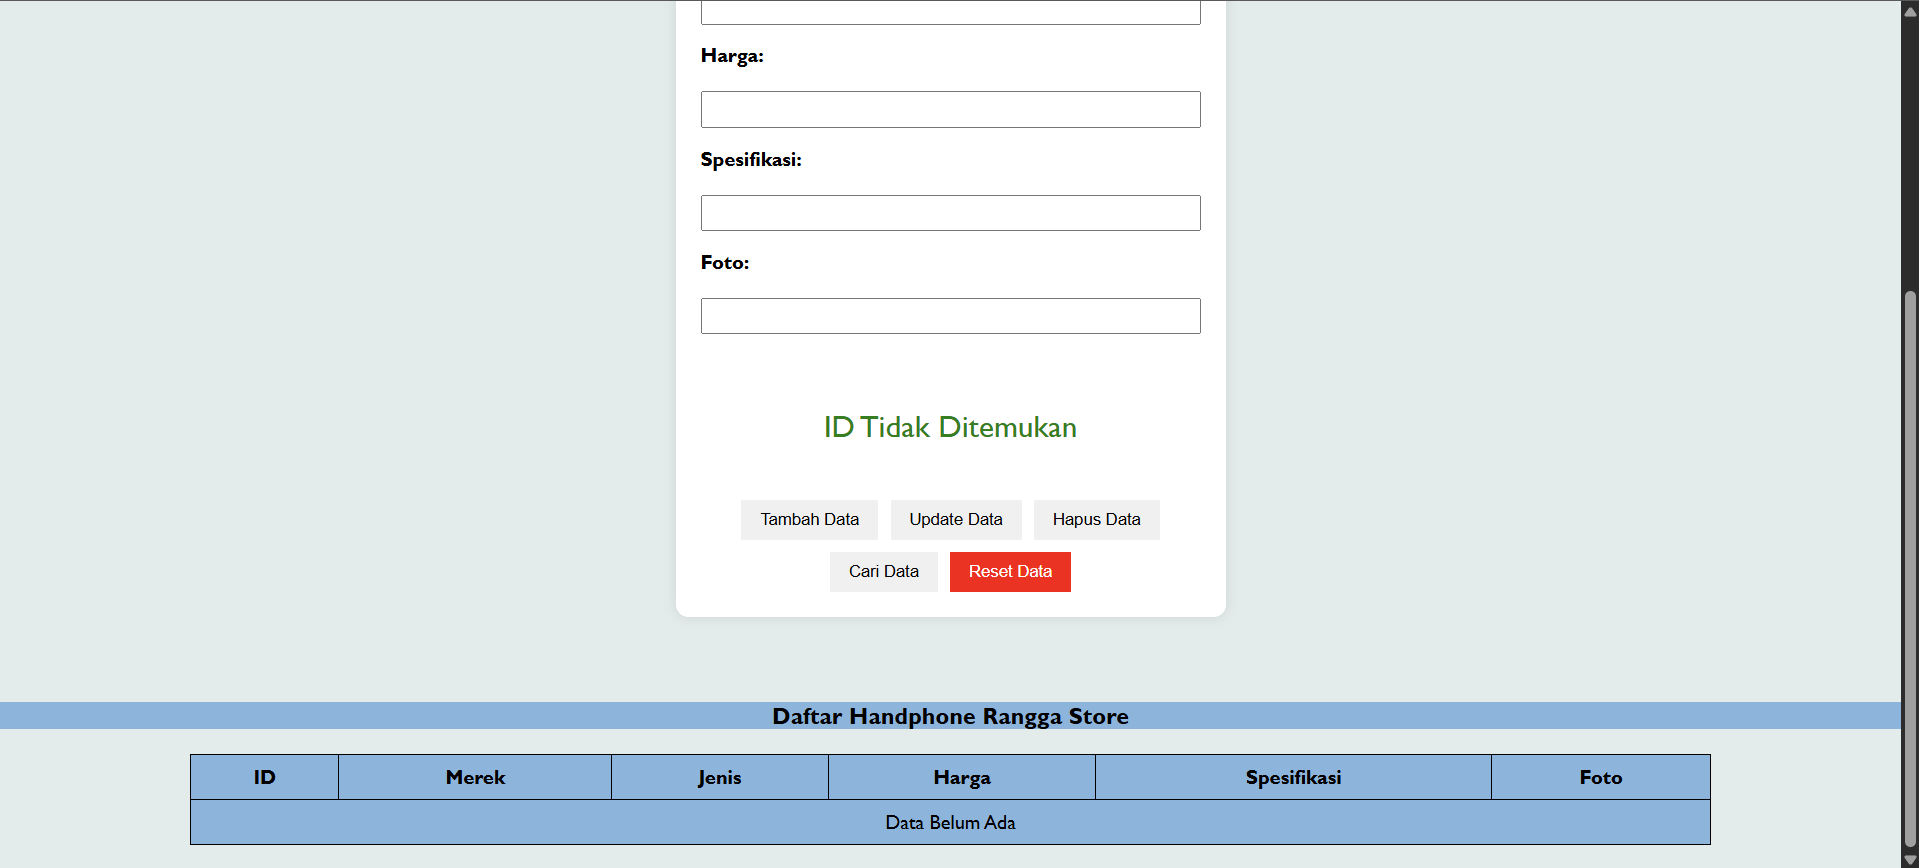 Harga:
Spesifikasi:
Foto:
ID Tidak Ditemukan
Tambah Data Update Data Hapus Data
Cari Data Reset Data
Daftar Handphone Rangga Store
ID Merek Jenis Harga Spesifikasi Foto
Data Belum Ada